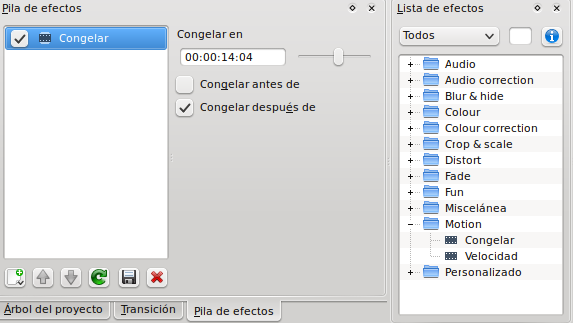 Pila de efectos
Congelar
Congelar en
00:00:14:04
Congelar antes de
Congelar después de
Árbol del proyecto
Transición
Pila de efectos
Lista de efectos
Todos
Audio
Audio correction
Blur & hide
Colour
Colour correction
Crop & scale
Distort
Fade
Fun
Miscelánea
Motion
Congelar
Velocidad
Personalizado